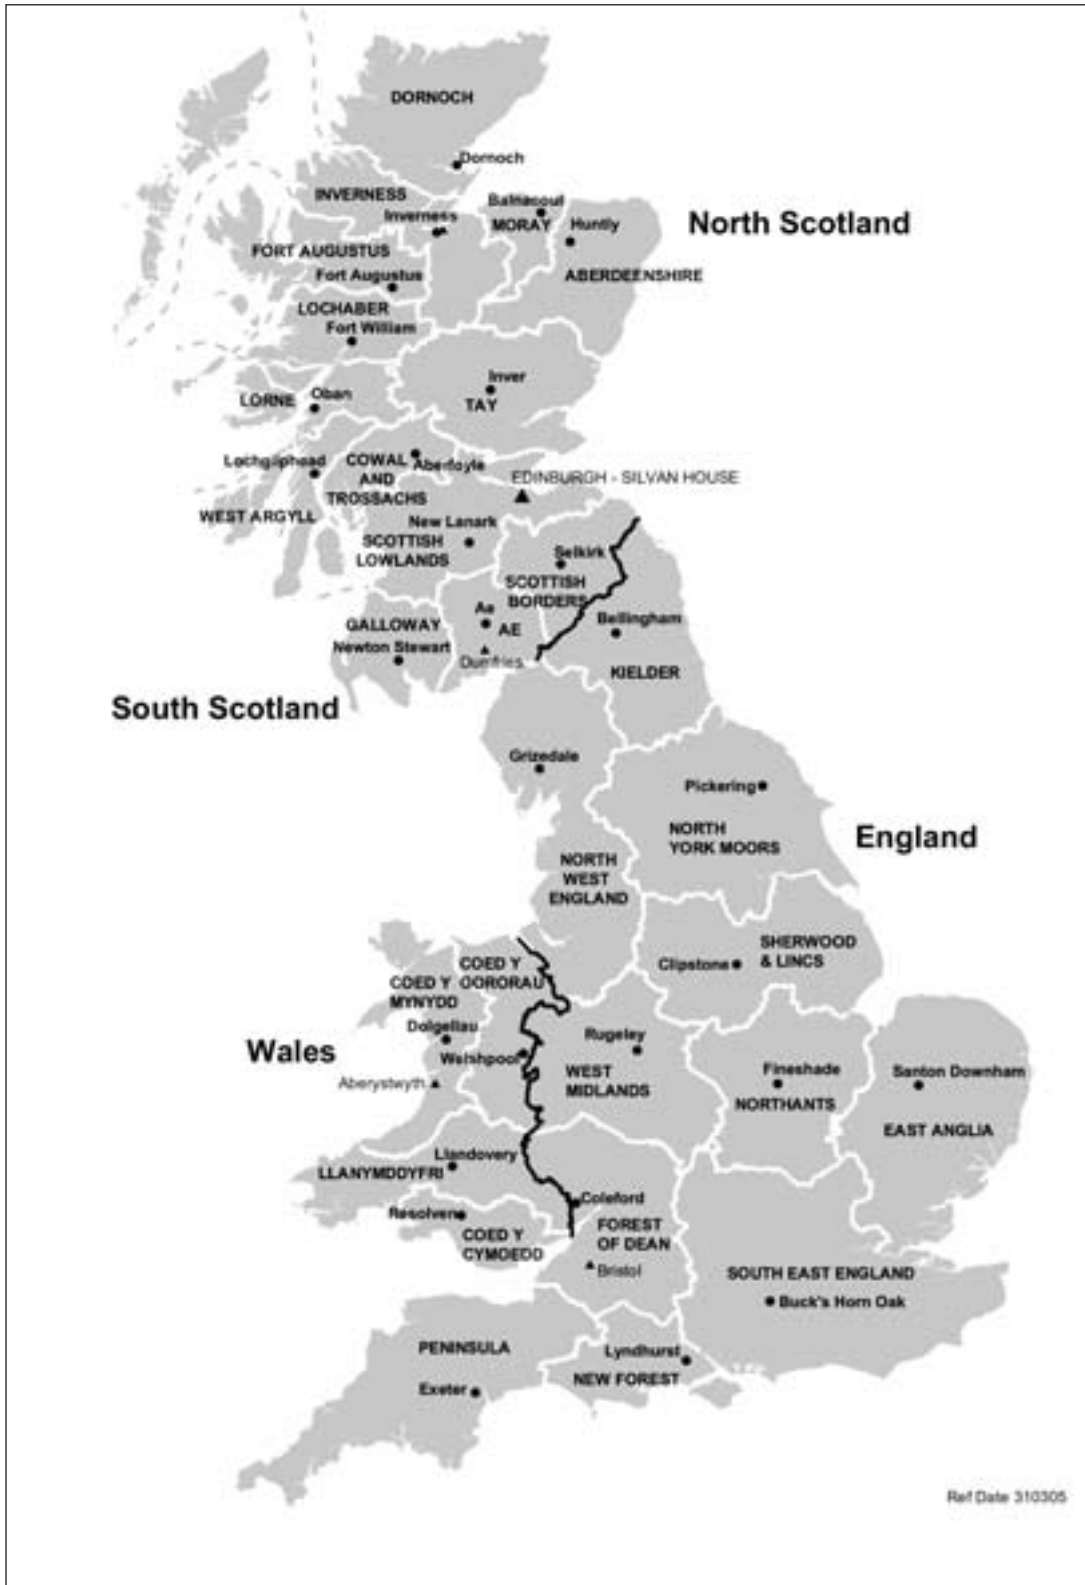 DORNOCH
Dornoch
INVERNESS
Inverness
Balnacoul
MORAY
Huntly
North Scotland
FORT AUGUSTUS
Fort Augustus
ABERDEENSHIRE
LOCHABER
Fort William
Inver
TAY
LORNE
Oban
Lochgilphead
COWAL
AND
TROSSACHS
Aberfoyle
EDINBURGH - SILVAN HOUSE
WEST ARGYLL
New Lanark
SCOTTISH
LOWLANDS
Selkirk
SCOTTISH
BORDERS
Ae
AE
GALLOWAY
Newton Stewart
Dumfries
Bellingham
KIELDER
South Scotland
Grizedale
Pickering
NORTH
YORK MOORS
England
NORTH
WEST
ENGLAND
SHERWOOD
& LINCS
Clipstone
COED Y
GORORAU
COED Y
MYNYDD
Dolgellau
Wales
Welshpool
Aberystwyth
Rugeley
WEST
MIDLANDS
Fineshade
NORTHANTS
Santon Downham
EAST ANGLIA
Llandovery
LLANYMDDYFRI
Resolven
COED Y
CYMOEDD
Coleford
FOREST
OF DEAN
Bristol
SOUTH EAST ENGLAND
Buck's Horn Oak
PENINSULA
Exeter
Lyndhurst
NEW FOREST
Ref Date 310305